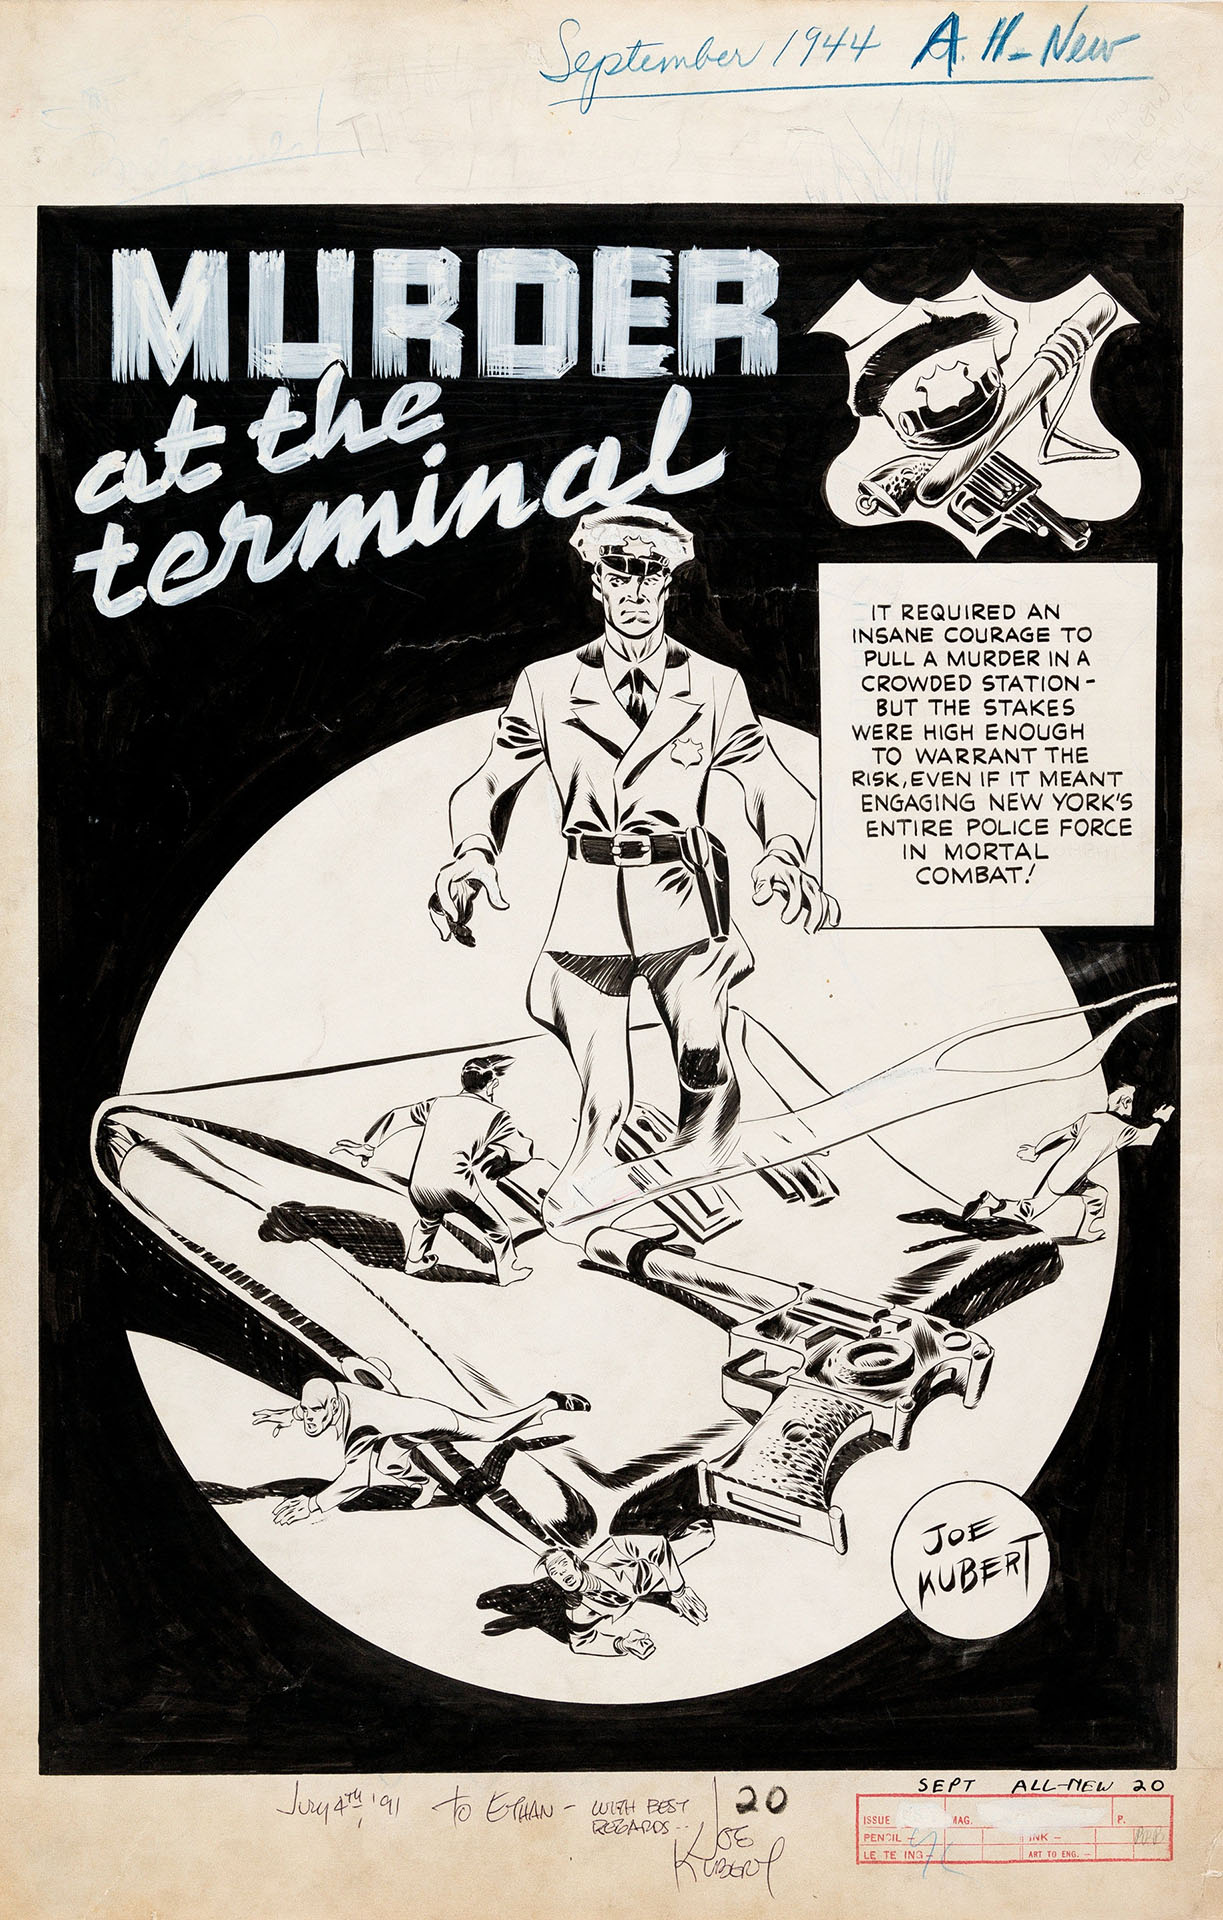 September 1944 All-New
MURDER
at the
terminal
IT REQUIRED AN
INSANE COURAGE TO
PULL A MURDER IN A
CROWDED STATION-
BUT THE STAKES
WERE HIGH ENOUGH
TO WARRANT THE
RISK, EVEN IF IT MEANT
ENGAGING NEW YORK'S
ENTIRE POLICE FORCE
IN MORTAL
COMBAT!
JOE
KUBERT
JULY 4TH '91 TO ETHAN - WITH BEST
REGARDS--
JOE
KUBERT
20
SEPT ALL-NEW 20
ISSUE MAG. P.
PENCIL - INK -
LE TE ING - ART TO ENG. -